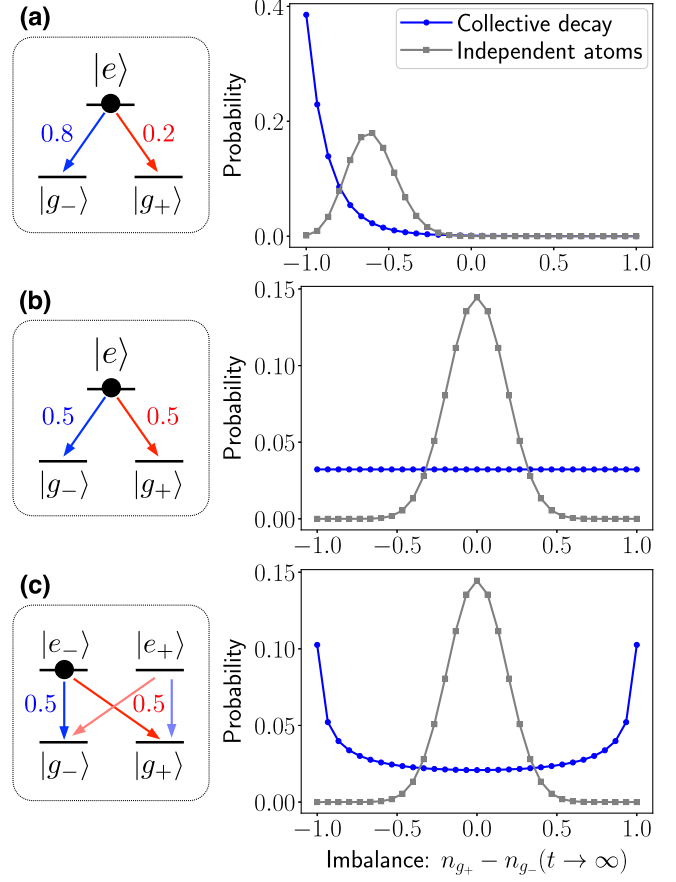 (a)
|e⟩
0.8
0.2
|g₋⟩
|g₊⟩
Probability
0.4
0.2
0.0
−1.0
−0.5
0.0
0.5
1.0
Collective decay
Independent atoms
(b)
|e⟩
0.5
0.5
|g₋⟩
|g₊⟩
Probability
0.15
0.10
0.05
0.00
−1.0
−0.5
0.0
0.5
1.0
(c)
|e₋⟩
|e₊⟩
0.5
0.5
|g₋⟩
|g₊⟩
Probability
0.15
0.10
0.05
0.00
−1.0
−0.5
0.0
0.5
1.0
Imbalance: n_{g₊} − n_{g₋}(t → ∞)